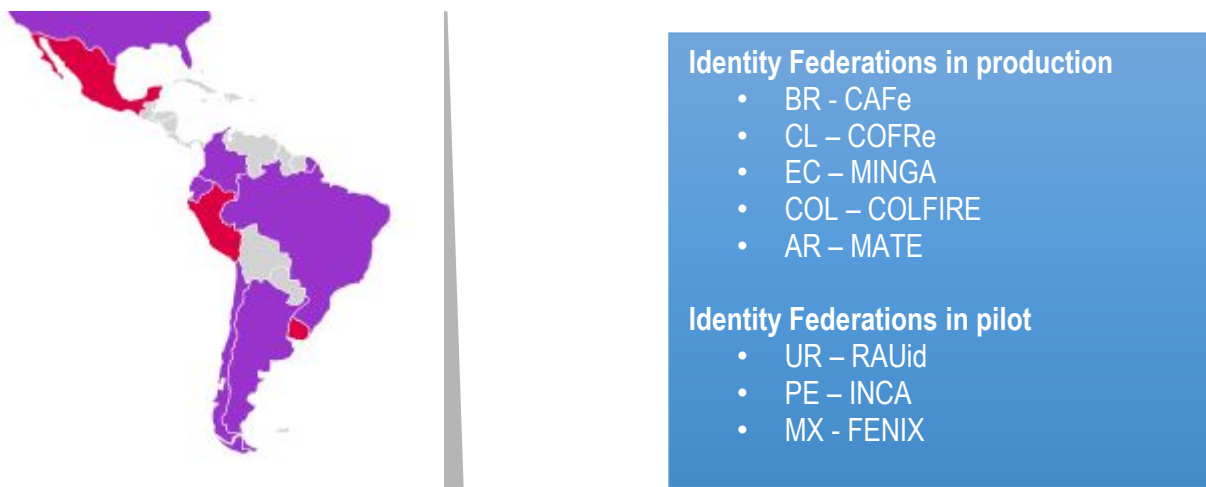 Identity Federations in production
• BR - CAFe
• CL – COFRe
• EC – MINGA
• COL – COLFIRE
• AR – MATE
Identity Federations in pilot
• UR – RAUid
• PE – INCA
• MX - FENIX